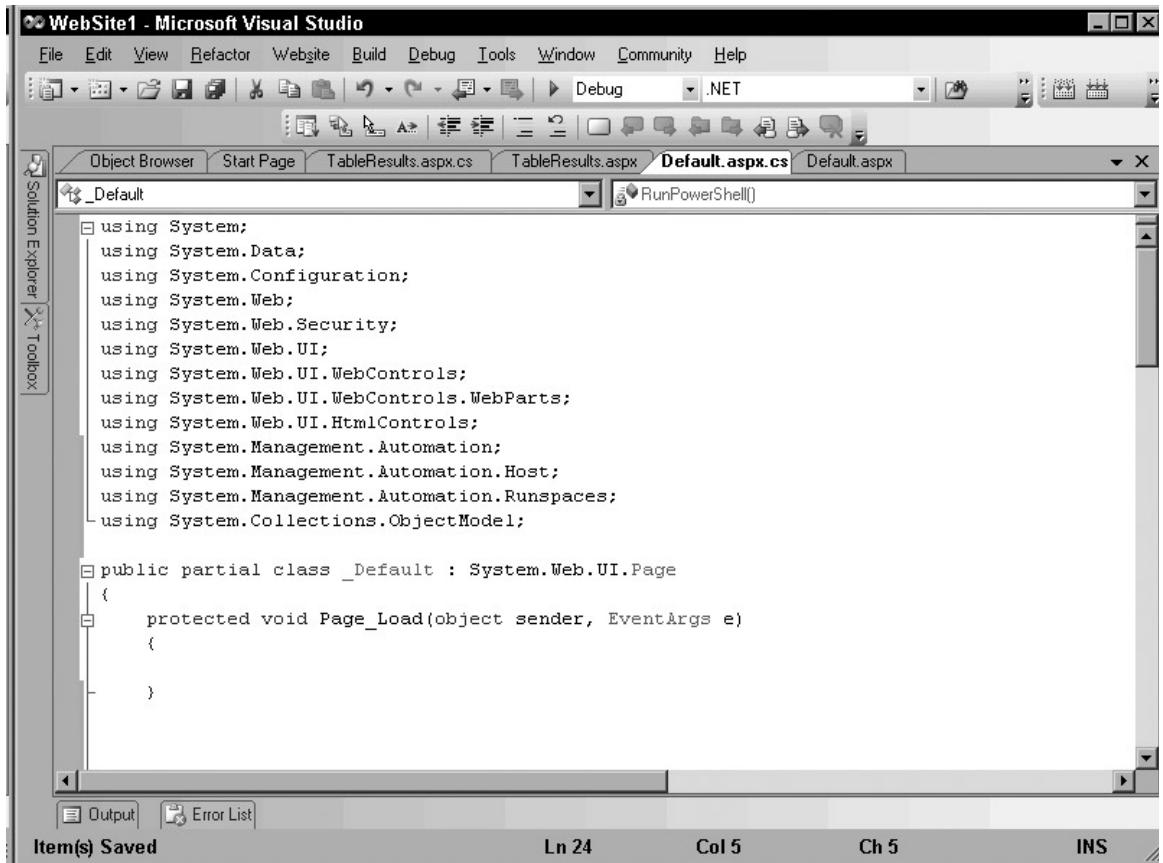 WebSite1 - Microsoft Visual Studio
File Edit View Refactor Website Build Debug Tools Window Community Help
Debug .NET
Object Browser Start Page TableResults.aspx.cs TableResults.aspx Default.aspx.cs Default.aspx
_Default RunPowerShell()
Solution Explorer
Toolbox
using System;
using System.Data;
using System.Configuration;
using System.Web;
using System.Web.Security;
using System.Web.UI;
using System.Web.UI.WebControls;
using System.Web.UI.WebControls.WebParts;
using System.Web.UI.HtmlControls;
using System.Management.Automation;
using System.Management.Automation.Host;
using System.Management.Automation.Runspaces;
using System.Collections.ObjectModel;
public partial class _Default : System.Web.UI.Page
{
protected void Page_Load(object sender, EventArgs e)
{
}
Output Error List
Item(s) Saved Ln 24 Col 5 Ch 5 INS